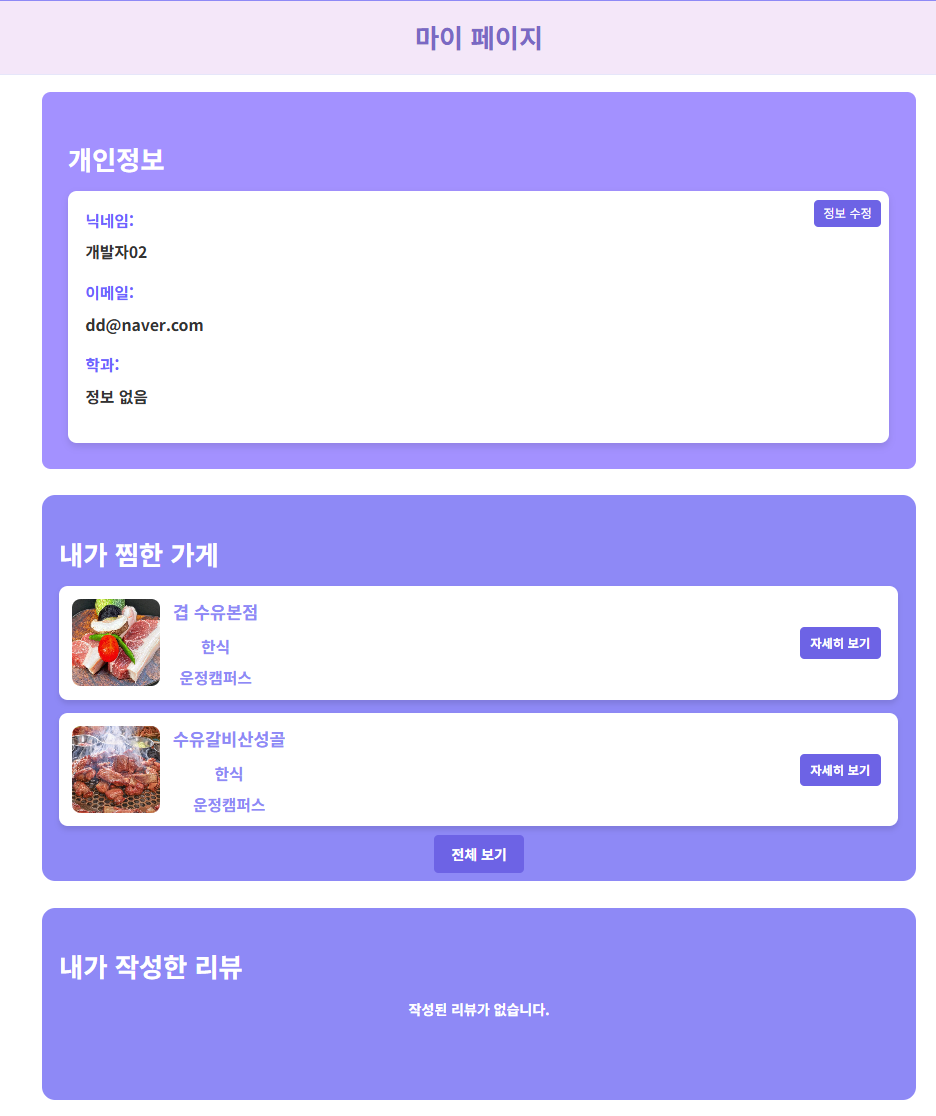 마이 페이지
개인정보
정보 수정
닉네임:
개발자02
이메일:
dd@naver.com
학과:
정보 없음
내가 찜한 가게
겹 수유본점
한식
운정캠퍼스
자세히 보기
수유갈비산성골
한식
운정캠퍼스
자세히 보기
전체 보기
내가 작성한 리뷰
작성된 리뷰가 없습니다.